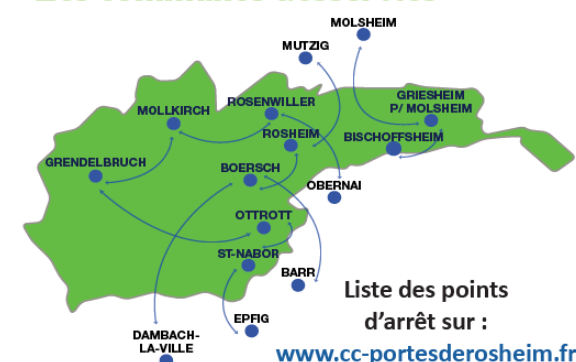 MOLSHEIM
MUTZIG
GRIESHEIM
P/ MOLSHEIM
ROSENWILLER
MOLLKIRCH
ROSHEIM
BISCHOFFSHEIM
GRENDELBRUCH
BOERSCH
OBERNAI
OTTROTT
ST-NABOR
BARR
EPFIG
DAMBACH-
LA-VILLE
Liste des points
d'arrêt sur :
www.cc-portesderosheim.fr